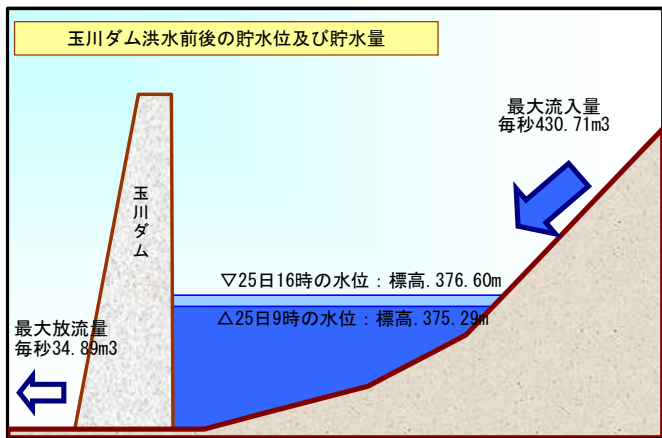 玉川ダム洪水前後の貯水位及び貯水量
最大流入量
毎秒430.71m3
玉川ダム
▽25日16時の水位：標高.376.60m
△25日9時の水位：標高.375.29m
最大放流量
毎秒34.89m3